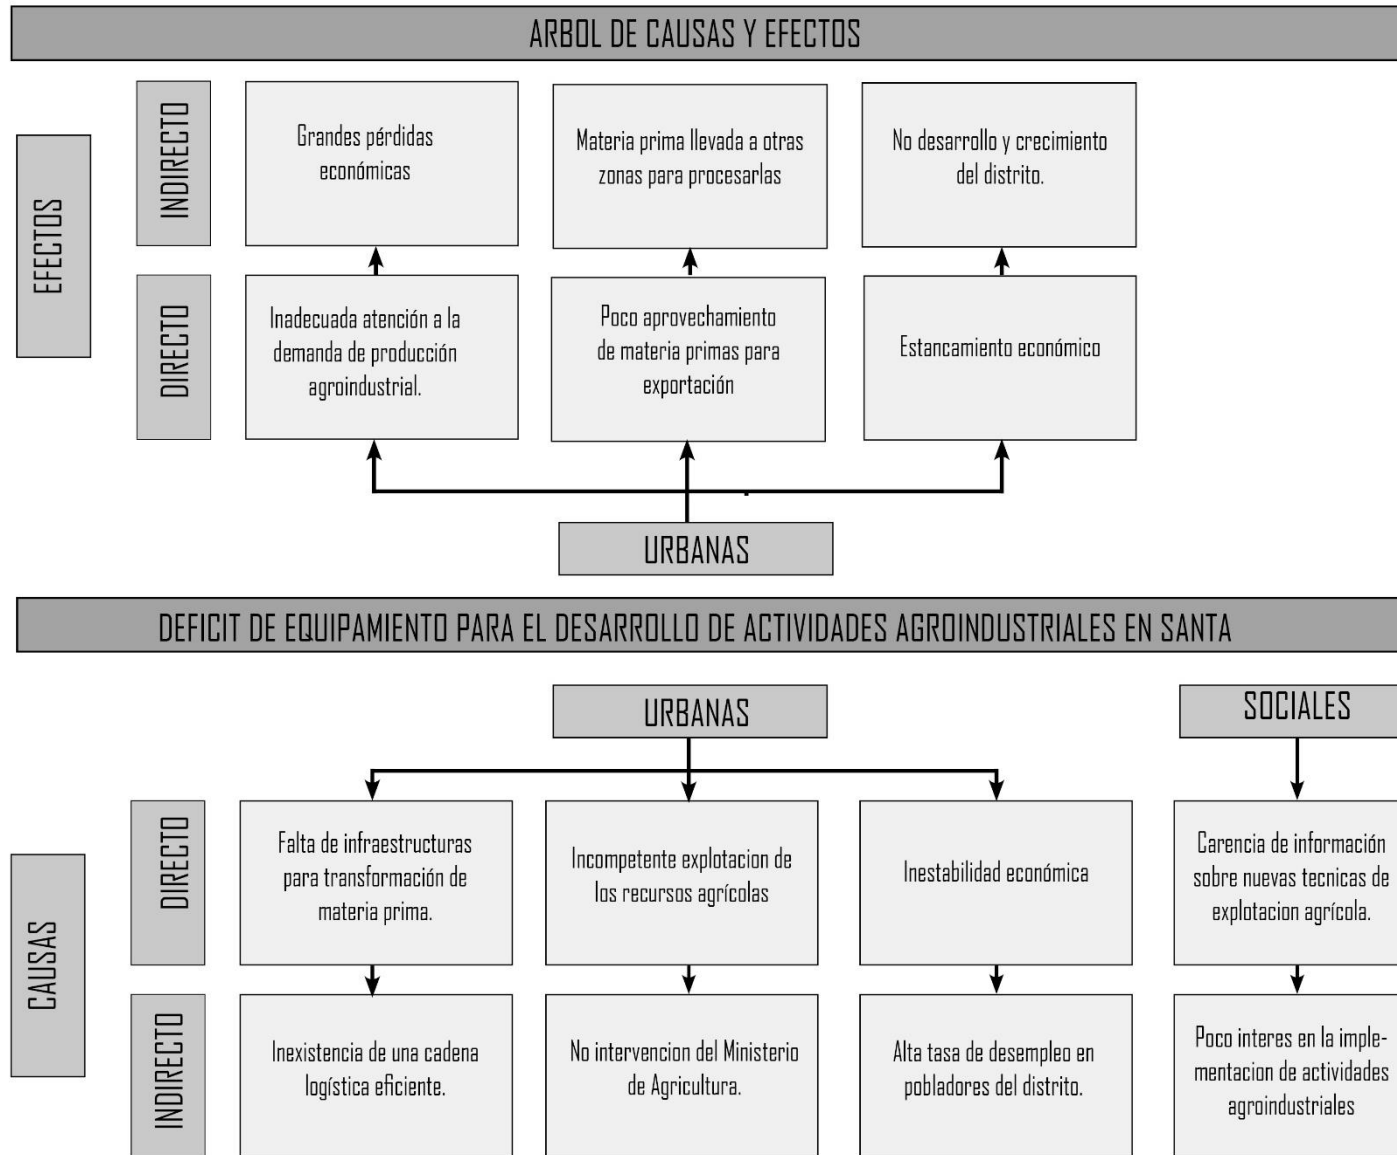 ARBOL DE CAUSAS Y EFECTOS
EFECTOS
INDIRECTO
Grandes pérdidas
económicas
Materia prima llevada a otras
zonas para procesarlas
No desarrollo y crecimiento
del distrito.
DIRECTO
Inadecuada atención a la
demanda de producción
agroindustrial.
Poco aprovechamiento
de materia primas para
exportación
Estancamiento económico
URBANAS
DEFICIT DE EQUIPAMIENTO PARA EL DESARROLLO DE ACTIVIDADES AGROINDUSTRIALES EN SANTA
URBANAS
SOCIALES
CAUSAS
DIRECTO
Falta de infraestructuras
para transformación de
materia prima.
Incompetente explotacion de
los recursos agrícolas
Inestabilidad económica
Carencia de información
sobre nuevas tecnicas de
explotacion agrícola.
INDIRECTO
Inexistencia de una cadena
logística eficiente.
No intervencion del Ministerio
de Agricultura.
Alta tasa de desempleo en
pobladores del distrito.
Poco interes en la imple-
mentacion de actividades
agroindustriales